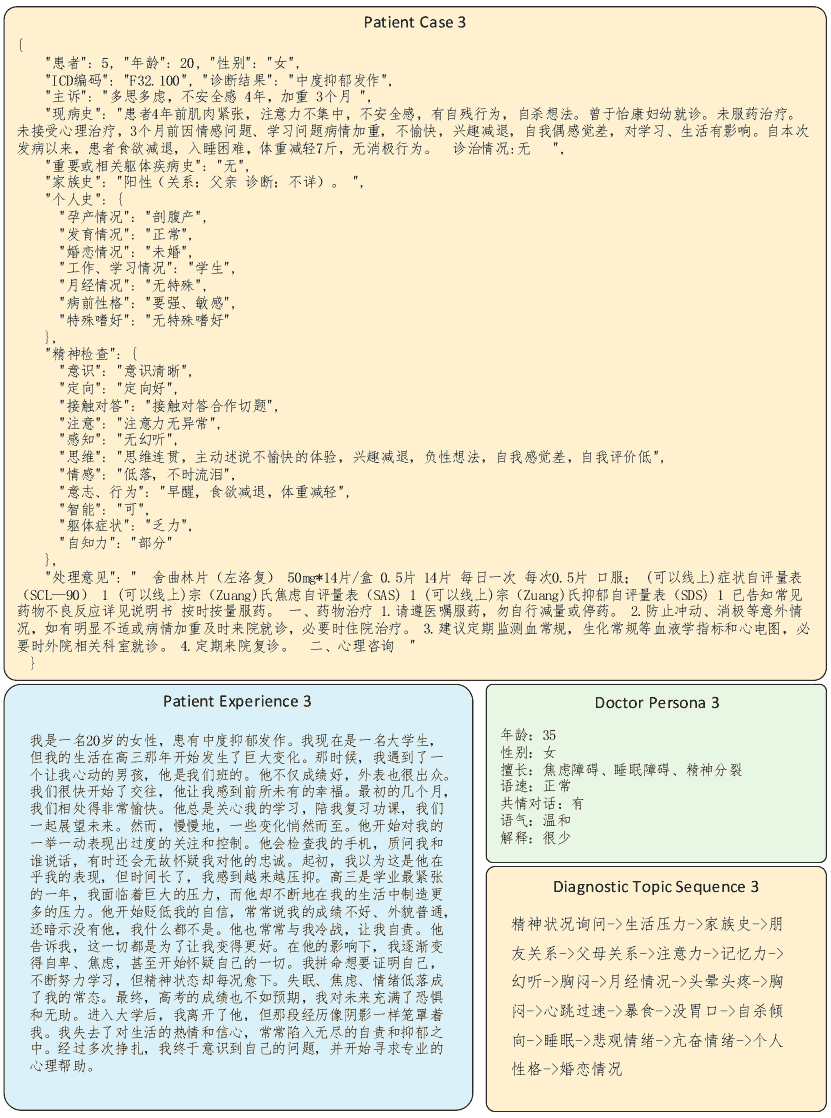 Patient Case 3
{
"患者": 5, "年龄": 20, "性别": "女",
"ICD编码": "F32.100", "诊断结果": "中度抑郁发作",
"主诉": "多思多虑，不安全感 4年，加重 3个月 ",
"现病史": "患者4年前肌肉紧张，注意力不集中，不安全感，有自残行为，自杀想法。曾于怡康妇幼就诊。未服药治疗。
未接受心理治疗，3个月前因情感问题、学习问题病情加重，不愉快，兴趣减退，自我偶感觉差，对学习、生活有影响。自本次
发病以来，患者食欲减退，入睡困难，体重减轻7斤，无消极行为。 诊治情况:无 ",
"重要或相关躯体疾病史": "无",
"家族史": "阳性（关系：父亲 诊断：不详）。 ",
"个人史": {
"孕产情况": "剖腹产",
"发育情况": "正常",
"婚恋情况": "未婚",
"工作、学习情况": "学生",
"月经情况": "无特殊",
"病前性格": "要强、敏感",
"特殊嗜好": "无特殊嗜好"
},
"精神检查": {
"意识": "意识清晰",
"定向": "定向好",
"接触对答": "接触对答合作切题",
"注意": "注意力无异常",
"感知": "无幻听",
"思维": "思维连贯，主动述说不愉快的体验，兴趣减退，负性想法，自我感觉差，自我评价低",
"情感": "低落，不时流泪",
"意志、行为": "早醒，食欲减退，体重减轻",
"智能": "可",
"躯体症状": "乏力",
"自知力": "部分"
},
"处理意见": " 舍曲林片（左洛复） 50mg*14片/盒 0.5片 14片 每日一次 每次0.5片 口服； (可以线上)症状自评量表
（SCL—90） 1 (可以线上)宗（Zuang)氏焦虑自评量表（SAS）1 (可以线上)宗（Zuang)氏抑郁自评量表（SDS）1 已告知常见
药物不良反应详见说明书 按时按量服药。 一、药物治疗 1.请遵医嘱服药，勿自行减量或停药。 2.防止冲动、消极等意外情
况，如有明显不适或病情加重及时来院就诊，必要时住院治疗。 3.建议定期监测血常规，生化常规等血液学指标和心电图，必
要时外院相关科室就诊。 4.定期来院复诊。 二、心理咨询 "
}
Patient Experience 3
我是一名20岁的女性，患有中度抑郁发作。我现在是一名大学生，
但我的生活在高三那年开始发生了巨大变化。那时候，我遇到了一
个让我心动的男孩，他是我们班的。他不仅成绩好，外表也很出众。
我们很快开始了交往，他让我感到前所未有的幸福。最初的几个月，
我们相处得非常愉快。他总是关心我的学习，陪我复习功课，我们
一起展望未来。然而，慢慢地，一些变化悄然而至。他开始对我的
一举一动表现出过度的关注和控制。他会检查我的手机，质问我和
谁说话，有时还会无故怀疑我对他的忠诚。起初，我以为这是他在
乎我的表现，但时间长了，我感到越来越压抑。高三是学业最紧张
的一年，我面临着巨大的压力，而他却不断地在我的生活中制造更
多的压力。他开始贬低我的自信，常常说我的成绩不好、外貌普通，
还暗示没有他，我什么都不是。他也常常与我冷战，让我自责。他
告诉我，这一切都是为了让我变得更好。在他的影响下，我逐渐变
得自卑、焦虑，甚至开始怀疑自己的一切。我拼命想要证明自己，
不断努力学习，但精神状态却每况愈下。失眠、焦虑、情绪低落成
了我的常态。最终，高考的成绩也不如预期，我对未来充满了恐惧
和无助。进入大学后，我离开了他，但那段经历像阴影一样笼罩着
我。我失去了对生活的热情和信心，常常陷入无尽的自责和抑郁之
中。经过多次挣扎，我终于意识到自己的问题，并开始寻求专业的
心理帮助。
Doctor Persona 3
年龄：35
性别：女
擅长：焦虑障碍、睡眠障碍、精神分裂
语速：正常
共情对话：有
语气：温和
解释：很少
Diagnostic Topic Sequence 3
精神状况询问->生活压力->家族史->朋
友关系->父母关系->注意力->记忆力->
幻听->胸闷->月经情况->头晕头疼->胸
闷->心跳过速->暴食->没胃口->自杀倾
向->睡眠->悲观情绪->亢奋情绪->个人
性格->婚恋情况